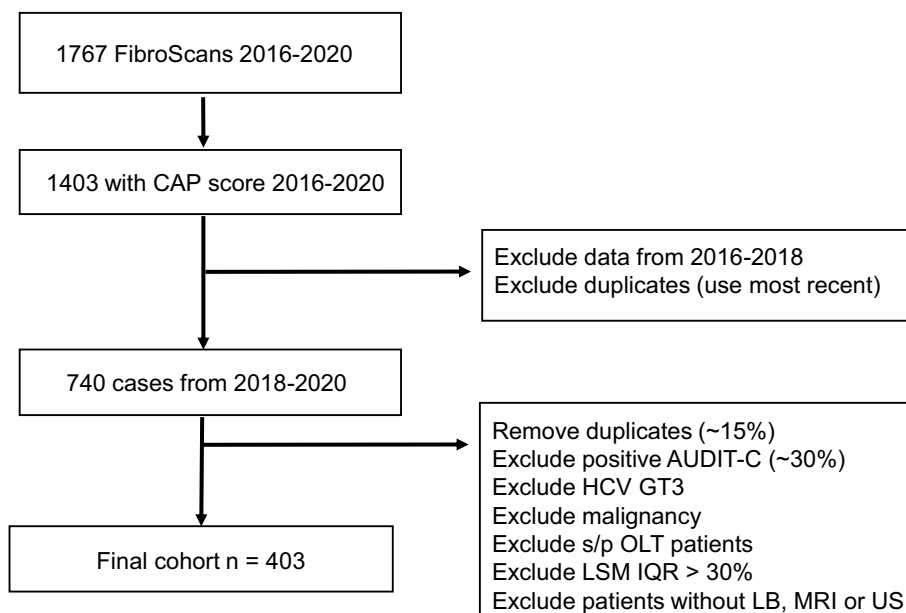 1767 FibroScans 2016-2020
1403 with CAP score 2016-2020
Exclude data from 2016-2018
Exclude duplicates (use most recent)
740 cases from 2018-2020
Remove duplicates (~15%)
Exclude positive AUDIT-C (~30%)
Exclude HCV GT3
Exclude malignancy
Exclude s/p OLT patients
Exclude LSM IQR > 30%
Exclude patients without LB, MRI or US
Final cohort n = 403